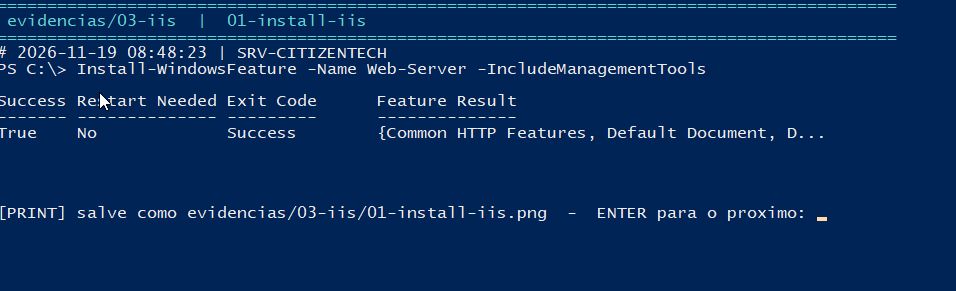 ================================================================================
evidencias/03-iis  |  01-install-iis
================================================================================
# 2026-11-19 08:48:23 | SRV-CITIZENTECH
PS C:\> Install-WindowsFeature -Name Web-Server -IncludeManagementTools
Success Restart Needed Exit Code      Feature Result
------- -------------- ---------      --------------
True    No             Success        {Common HTTP Features, Default Document, D...
[PRINT] salve como evidencias/03-iis/01-install-iis.png  -  ENTER para o proximo: _